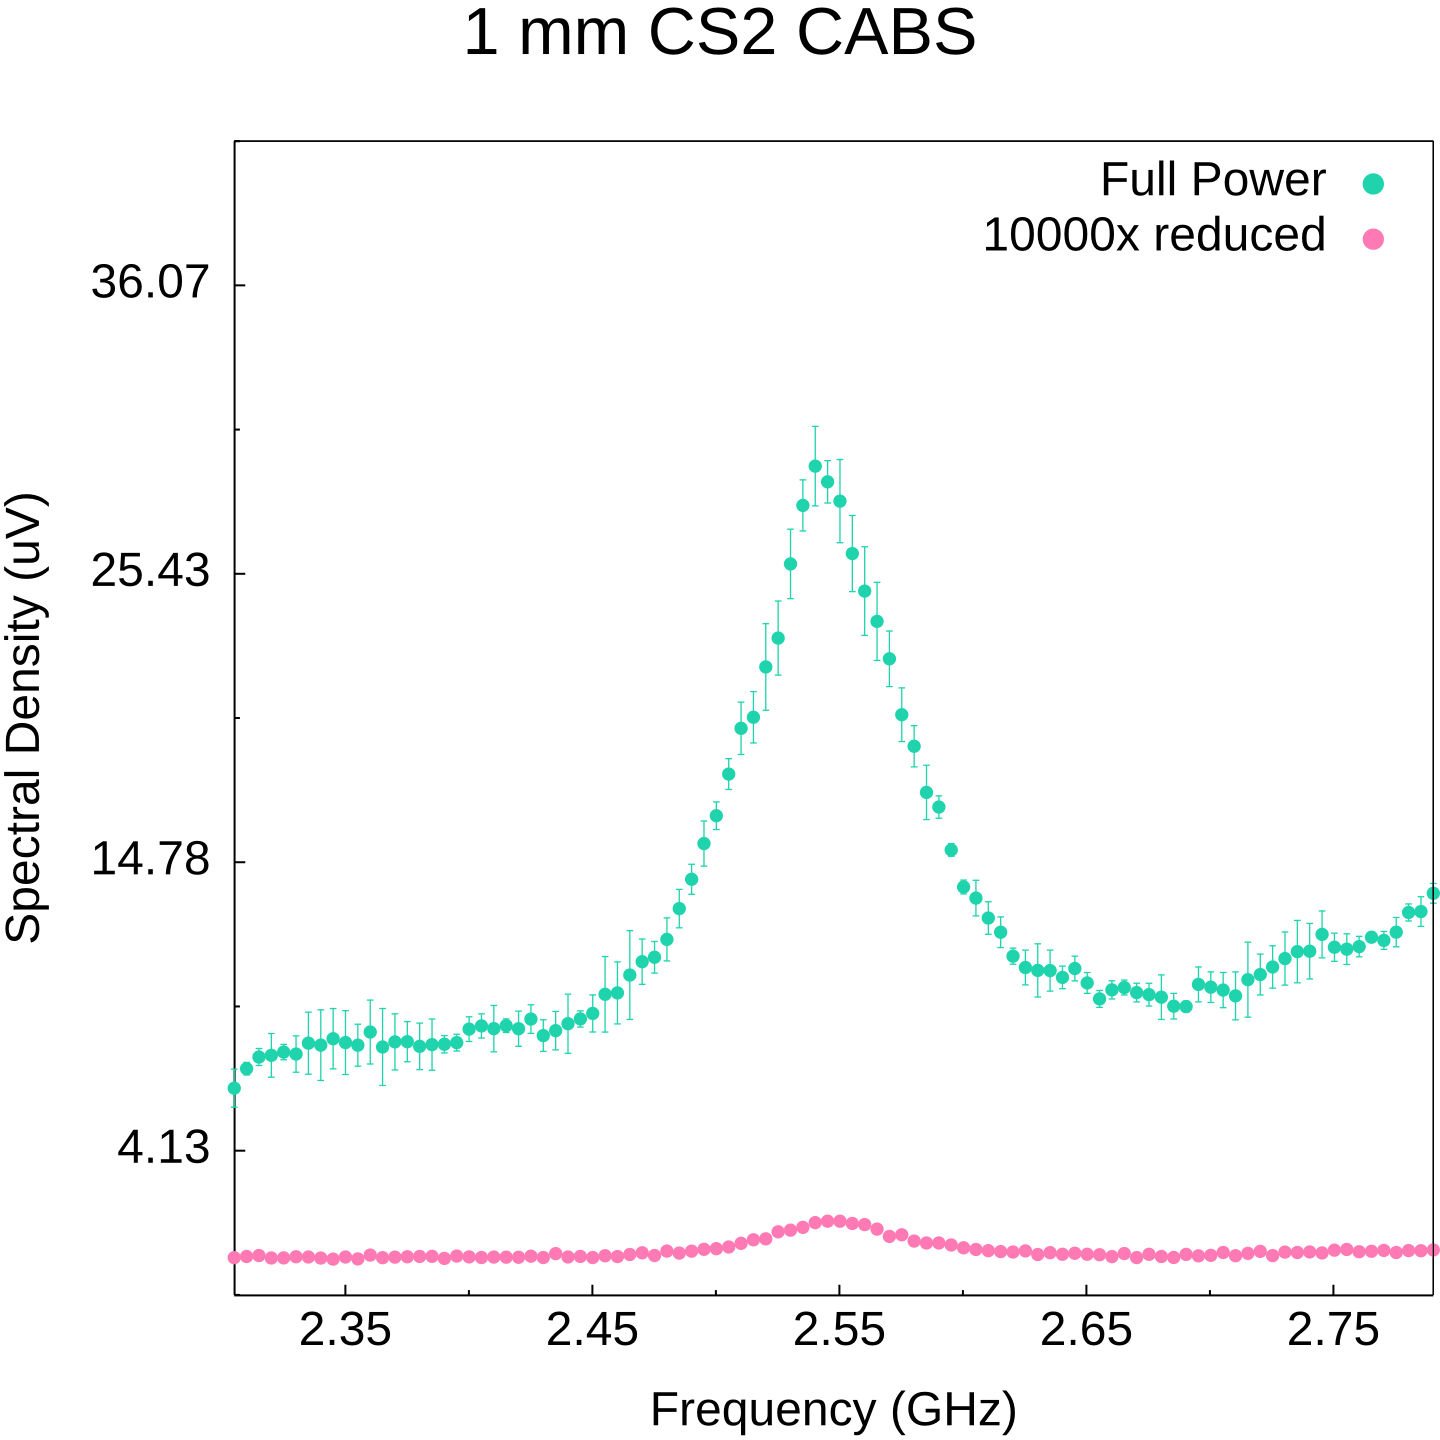 1 mm CS2 CABS
Full Power
10000x reduced
36.07
25.43
14.78
4.13
Spectral Density (uV)
2.35 2.45 2.55 2.65 2.75
Frequency (GHz)